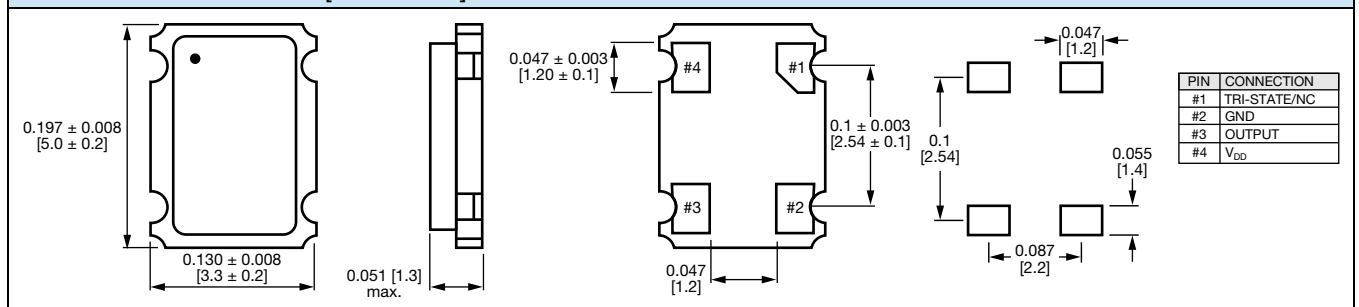 0.197 ± 0.008
[5.0 ± 0.2]
0.130 ± 0.008
[3.3 ± 0.2]
0.051 [1.3]
max.
0.047 ± 0.003
[1.20 ± 0.1]
#4
#1
#3
#2
0.1 ± 0.003
[2.54 ± 0.1]
0.047
[1.2]
0.047
[1.2]
0.1
[2.54]
0.055
[1.4]
0.087
[2.2]
PIN CONNECTION
#1 TRI-STATE/NC
#2 GND
#3 OUTPUT
#4 VDD